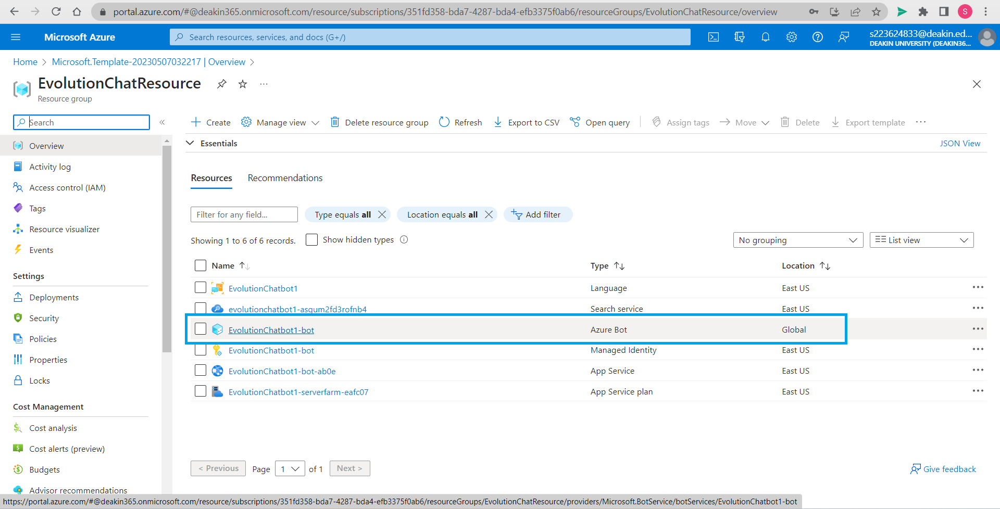 portal.azure.com/#@deakin365.onmicrosoft.com/resource/subscriptions/351fd358-bda7-4287-bda4-efb3375f0ab6/resourceGroups/EvolutionChatResource/overview
S
Microsoft Azure
Search resources, services, and docs (G+/)
s223624833@deakin.ed...
DEAKIN UNIVERSITY (DEAKIN36...
Home > Microsoft.Template-20230507032217 | Overview >
EvolutionChatResource
Resource group
Search
«
Overview
Activity log
Access control (IAM)
Tags
Resource visualizer
Events
Settings
Deployments
Security
Policies
Properties
Locks
Cost Management
Cost analysis
Cost alerts (preview)
Budgets
Advisor recommendations
Create Manage view Delete resource group Refresh Export to CSV Open query Assign tags Move Delete Export template ...
Essentials JSON View
Resources Recommendations
Filter for any field... Type equals all Location equals all Add filter
Showing 1 to 6 of 6 records. Show hidden types No grouping List view
Name Type Location
EvolutionChatbot1 Language East US
evolutionchatbot1-asqum2fd3rofnb4 Search service East US
EvolutionChatbot1-bot Azure Bot Global
EvolutionChatbot1-bot Managed Identity East US
EvolutionChatbot1-bot-ab0e App Service East US
EvolutionChatbot1-serverfarm-eafc07 App Service plan East US
< Previous Page 1 of 1 Next > Give feedback
https://portal.azure.com/#@deakin365.onmicrosoft.com/resource/subscriptions/351fd358-bda7-4287-bda4-efb3375f0ab6/resourceGroups/EvolutionChatResource/providers/Microsoft.BotService/botServices/EvolutionChatbot1-bot